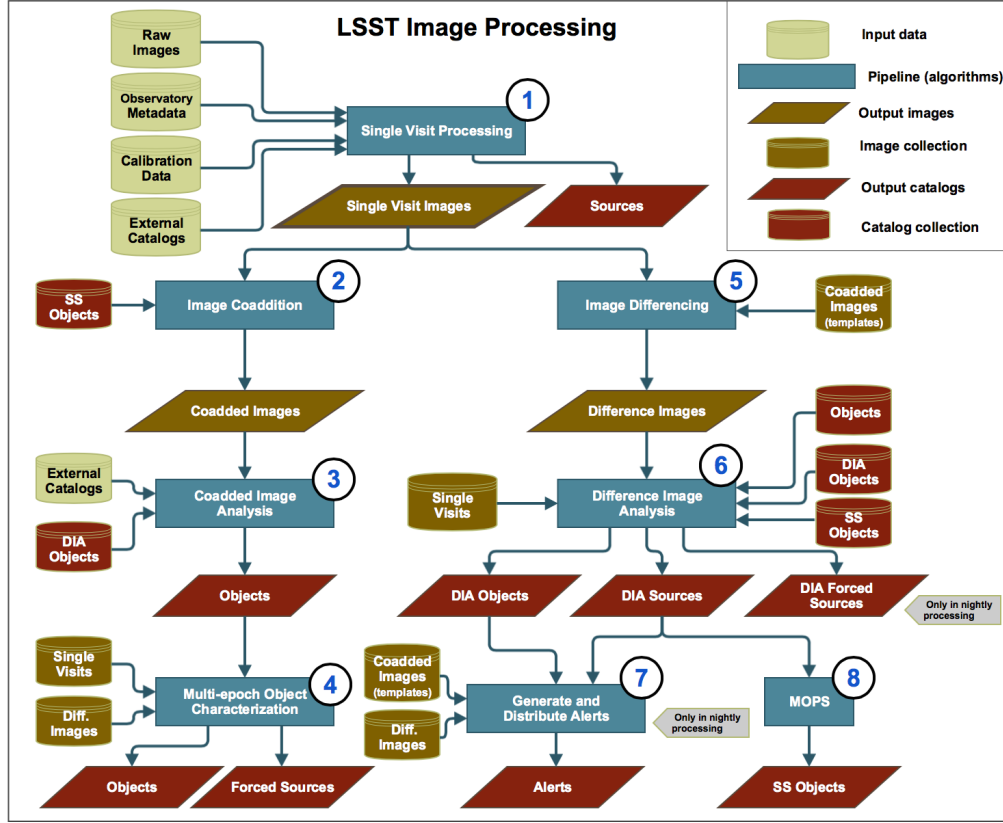 LSST Image Processing
Raw
Images
Observatory
Metadata
Calibration
Data
External
Catalogs
1
Single Visit Processing
Single Visit Images
Sources
Input data
Pipeline (algorithms)
Output images
Image collection
Output catalogs
Catalog collection
SS
Objects
2
Image Coaddition
5
Image Differencing
Coadded
Images
(templates)
Coadded Images
Difference Images
Objects
DIA
Objects
SS
Objects
External
Catalogs
DIA
Objects
3
Coadded Image
Analysis
Single
Visits
6
Difference Image
Analysis
Objects
DIA Objects
DIA Sources
DIA Forced
Sources
Only in nightly
processing
Single
Visits
Diff.
Images
4
Multi-epoch Object
Characterization
Coadded
Images
(templates)
Diff.
Images
7
Generate and
Distribute Alerts
Only in nightly
processing
8
MOPS
Objects
Forced Sources
Alerts
SS Objects